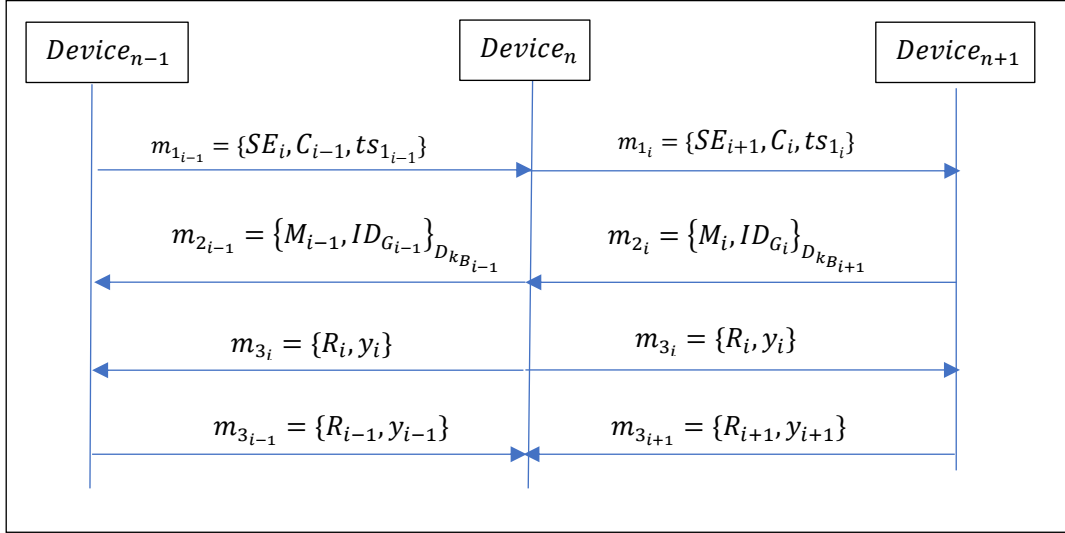 Device_{n−1}
Device_n
Device_{n+1}
m_{1_{i−1}} = {SE_i, C_{i−1}, ts_{1_{i−1}}}
m_{1_i} = {SE_{i+1}, C_i, ts_{1_i}}
m_{2_{i−1}} = {M_{i−1}, ID_{G_{i−1}}}_{D_{k_{B_{i−1}}}}
m_{2_i} = {M_i, ID_{G_i}}_{D_{k_{B_{i+1}}}}
m_{3_i} = {R_i, y_i}
m_{3_i} = {R_i, y_i}
m_{3_{i−1}} = {R_{i−1}, y_{i−1}}
m_{3_{i+1}} = {R_{i+1}, y_{i+1}}